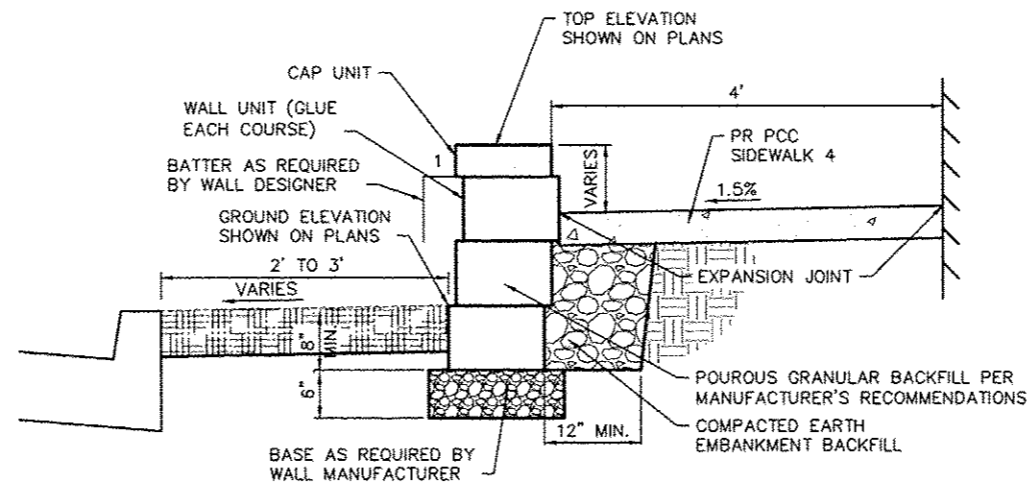 TOP ELEVATION
SHOWN ON PLANS
CAP UNIT
4'
WALL UNIT (GLUE
EACH COURSE)
PR PCC
SIDEWALK 4
1
VARIES
BATTER AS REQUIRED
BY WALL DESIGNER
1.5%
GROUND ELEVATION
SHOWN ON PLANS
2' TO 3'
VARIES
EXPANSION JOINT
8"
MIN
6"
POUROUS GRANULAR BACKFILL PER
MANUFACTURER'S RECOMMENDATIONS
12" MIN.
COMPACTED EARTH
EMBANKMENT BACKFILL
BASE AS REQUIRED BY
WALL MANUFACTURER